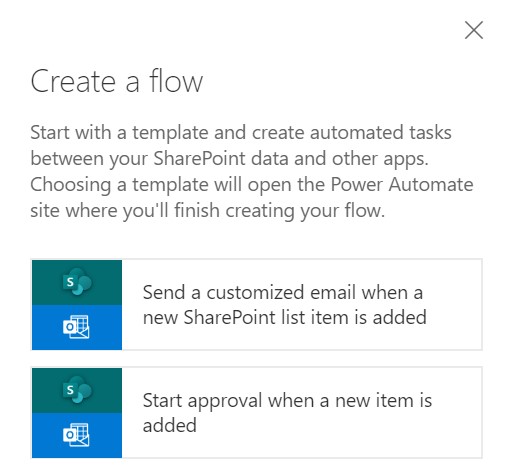 Create a flow
Start with a template and create automated tasks
between your SharePoint data and other apps.
Choosing a template will open the Power Automate
site where you'll finish creating your flow.
S
Send a customized email when a
new SharePoint list item is added
S
Start approval when a new item is
added